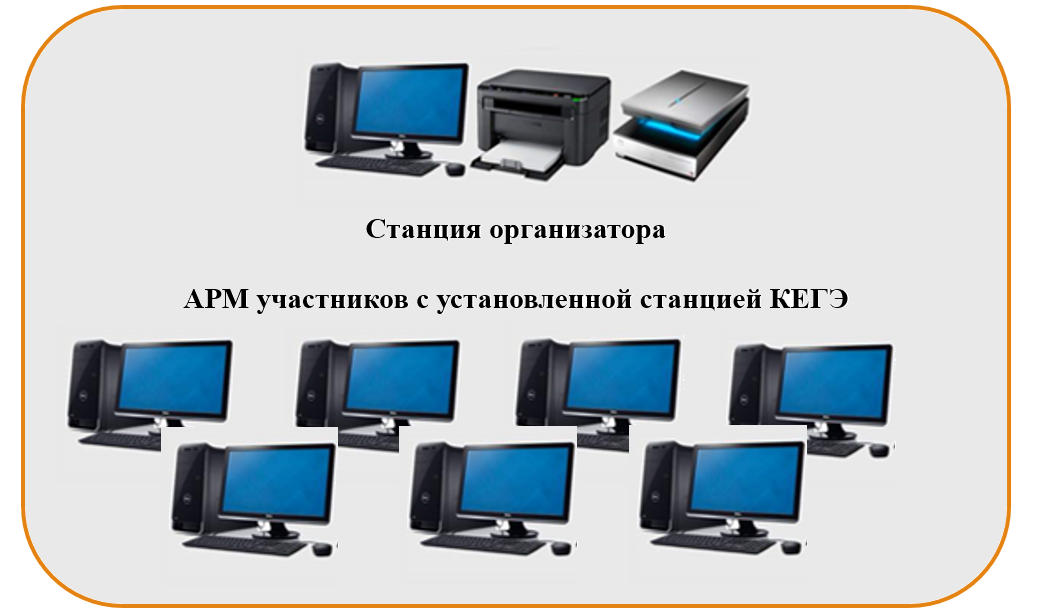 Станция организатора
АРМ участников с установленной станцией КЕГЭ